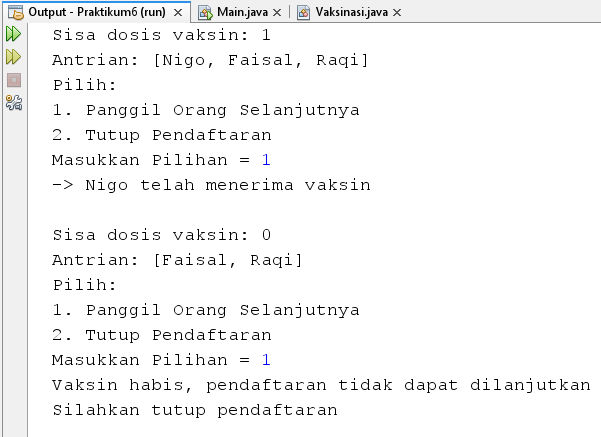 Output - Praktikum6 (run) × Main.java × Vaksinasi.java ×
Sisa dosis vaksin: 1
Antrian: [Nigo, Faisal, Raqi]
Pilih:
1. Panggil Orang Selanjutnya
2. Tutup Pendaftaran
Masukkan Pilihan = 1
-> Nigo telah menerima vaksin
Sisa dosis vaksin: 0
Antrian: [Faisal, Raqi]
Pilih:
1. Panggil Orang Selanjutnya
2. Tutup Pendaftaran
Masukkan Pilihan = 1
Vaksin habis, pendaftaran tidak dapat dilanjutkan
Silahkan tutup pendaftaran